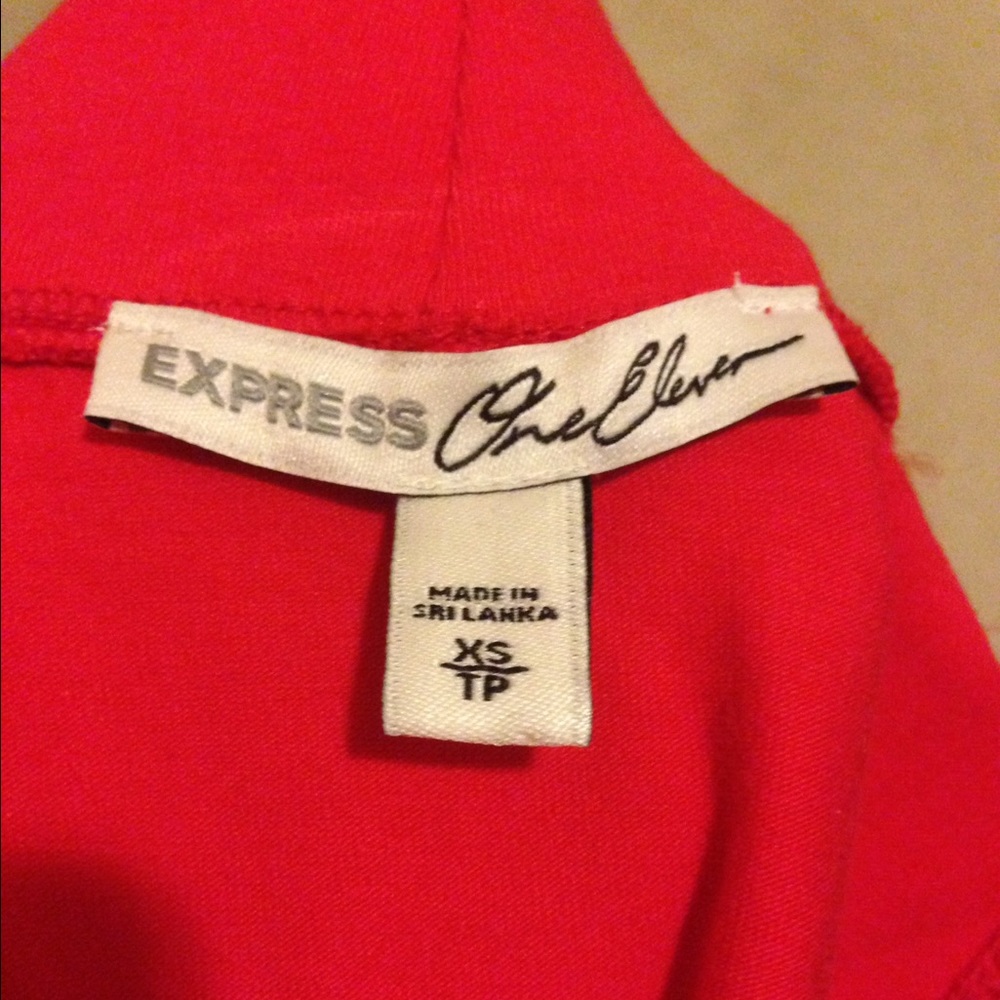 EXPRESS One Eleven
MADE IN
SRI LANKA
XS
TP